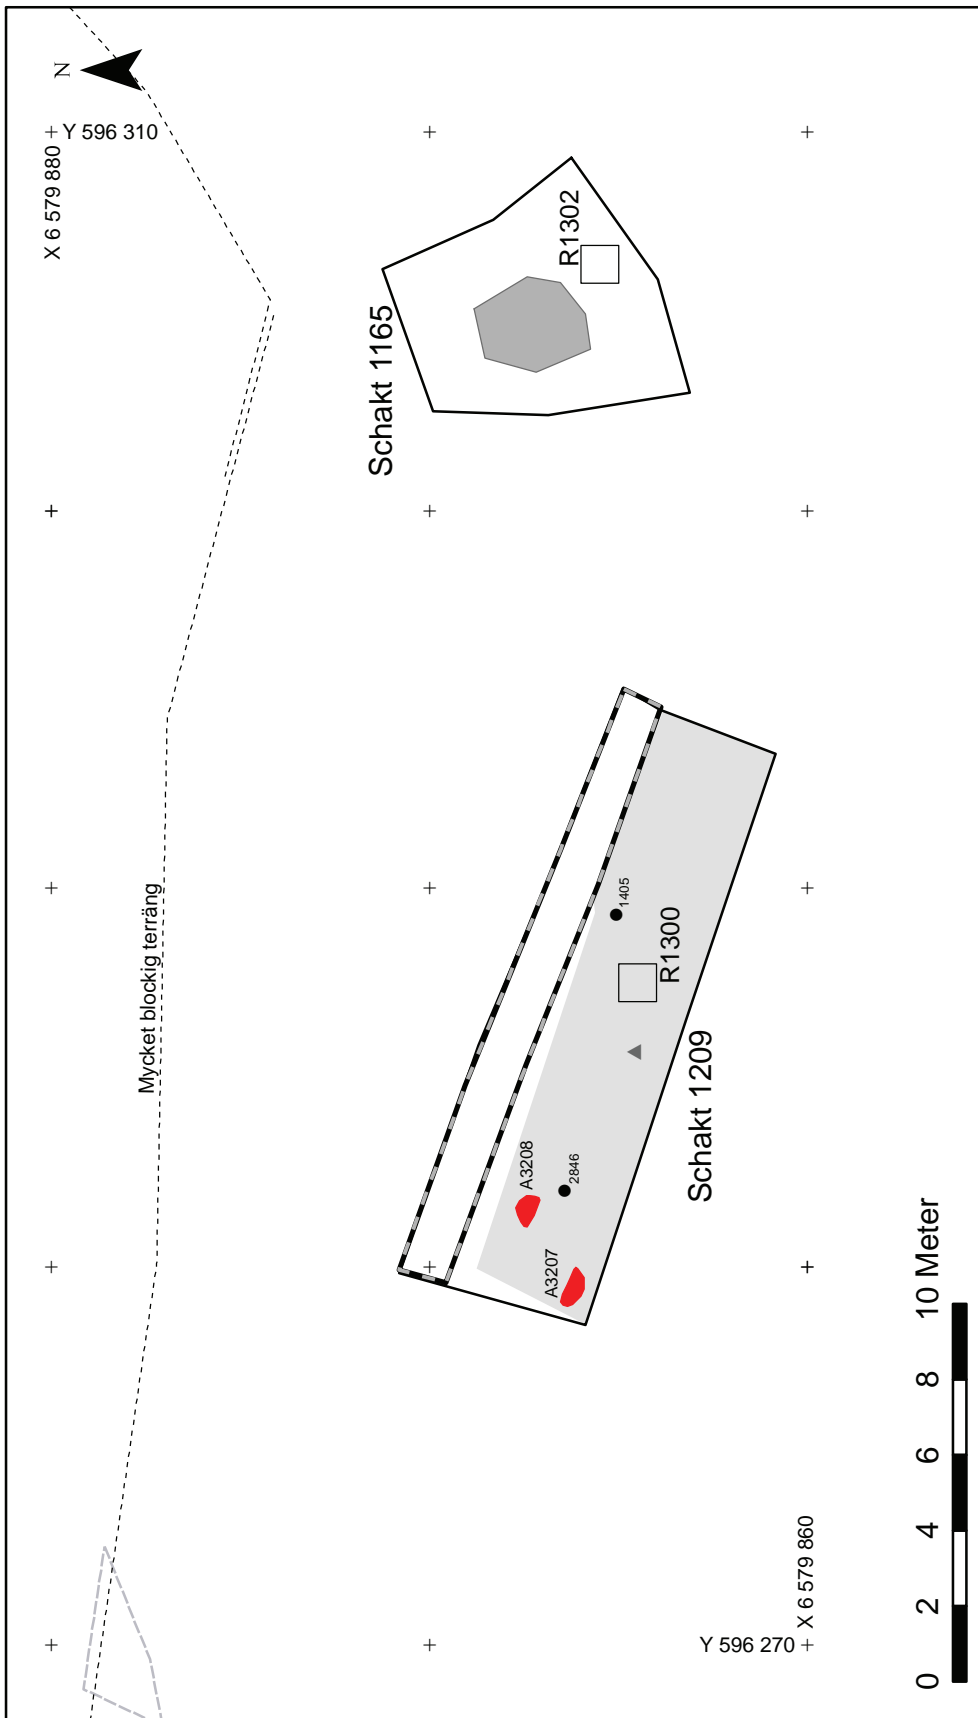 N
X 6 579 880
Y 596 310
Mycket blockig terräng
Schakt 1165
R1302
1405
R1300
Schakt 1209
A3208
2846
A3207
Y 596 270
X 6 579 860
0 2 4 6 8 10 Meter